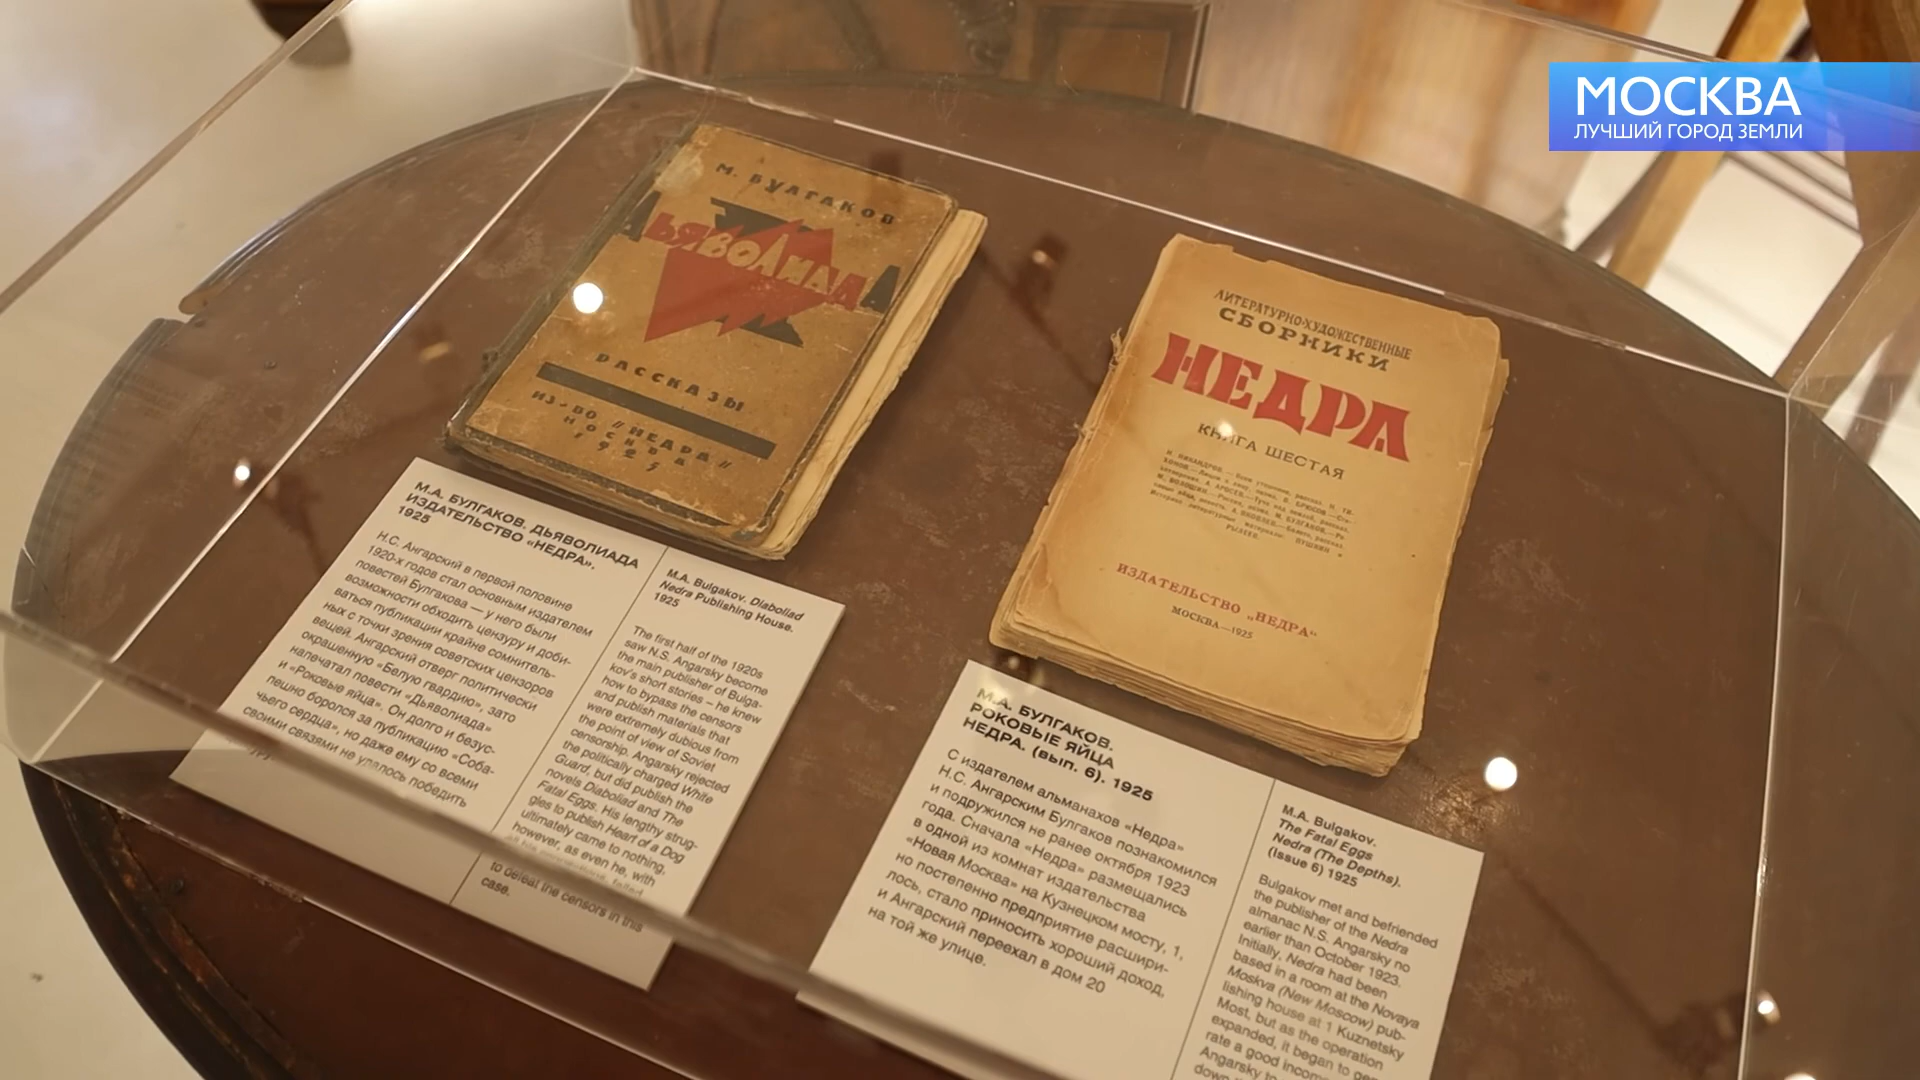 МОСКВА
ЛУЧШИЙ ГОРОД ЗЕМЛИ
М. БУЛГАКОВ
ДЬЯВОЛИАДА
РАССКАЗЫ
ИЗ-ВО "НЕДРА"
МОСКВА
1925
ЛИТЕРАТУРНО-ХУДОЖЕСТВЕННЫЕ
СБОРНИКИ
НЕДРА
КНИГА ШЕСТАЯ
ИЗДАТЕЛЬСТВО „НЕДРА“
МОСКВА—1925
М.А. БУЛГАКОВ. ДЬЯВОЛИАДА
ИЗДАТЕЛЬСТВО «НЕДРА».
1925
Н.С. Ангарский в первой половине
1920-х годов стал основным издателем
повестей Булгакова — у него были
возможности обходить цензуру и доби-
ваться публикации крайне сомнитель-
ных с точки зрения советских цензоров
вещей. Ангарский отверг политически
окрашенную «Белую гвардию», зато
напечатал повести «Дьяволиада»
и «Роковые яйца». Он долго и безус-
пешно боролся за публикацию «Соба-
чьего сердца», но даже ему со всеми
своими связями не удалось победить
M.A. Bulgakov. Diaboliad
Nedra Publishing House.
1925
The first half of the 1920s
saw N.S. Angarsky become
the main publisher of Bulga-
kov's short stories – he knew
how to bypass the censors
and publish materials that
were extremely dubious from
the point of view of Soviet
censorship. Angarsky rejected
the politically charged White
Guard, but did publish the
novels Diaboliad and The
Fatal Eggs. His lengthy strug-
gles to publish Heart of a Dog
ultimately came to nothing,
however, as even he, with
all his connections, failed
to defeat the censors in this
case.
М.А. БУЛГАКОВ.
РОКОВЫЕ ЯЙЦА
НЕДРА. (вып. 6). 1925
С издателем альманахов «Недра»
Н.С. Ангарским Булгаков познакомился
и подружился не ранее октября 1923
года. Сначала «Недра» размещались
в одной из комнат издательства
«Новая Москва» на Кузнецком мосту, 1,
но постепенно предприятие расшири-
лось, стало приносить хороший доход,
и Ангарский переехал в дом 20
на той же улице.
M.A. Bulgakov.
The Fatal Eggs
Nedra (The Depths).
(Issue 6) 1925
Bulgakov met and befriended
the publisher of the Nedra
almanac N.S. Angarsky no
earlier than October 1923.
Initially, Nedra had been
based in a room at the Novaya
Moskva (New Moscow) pub-
lishing house at 1 Kuznetsky
Most, but as the operation
expanded, it began to gene-
rate a good income
Angarsky to